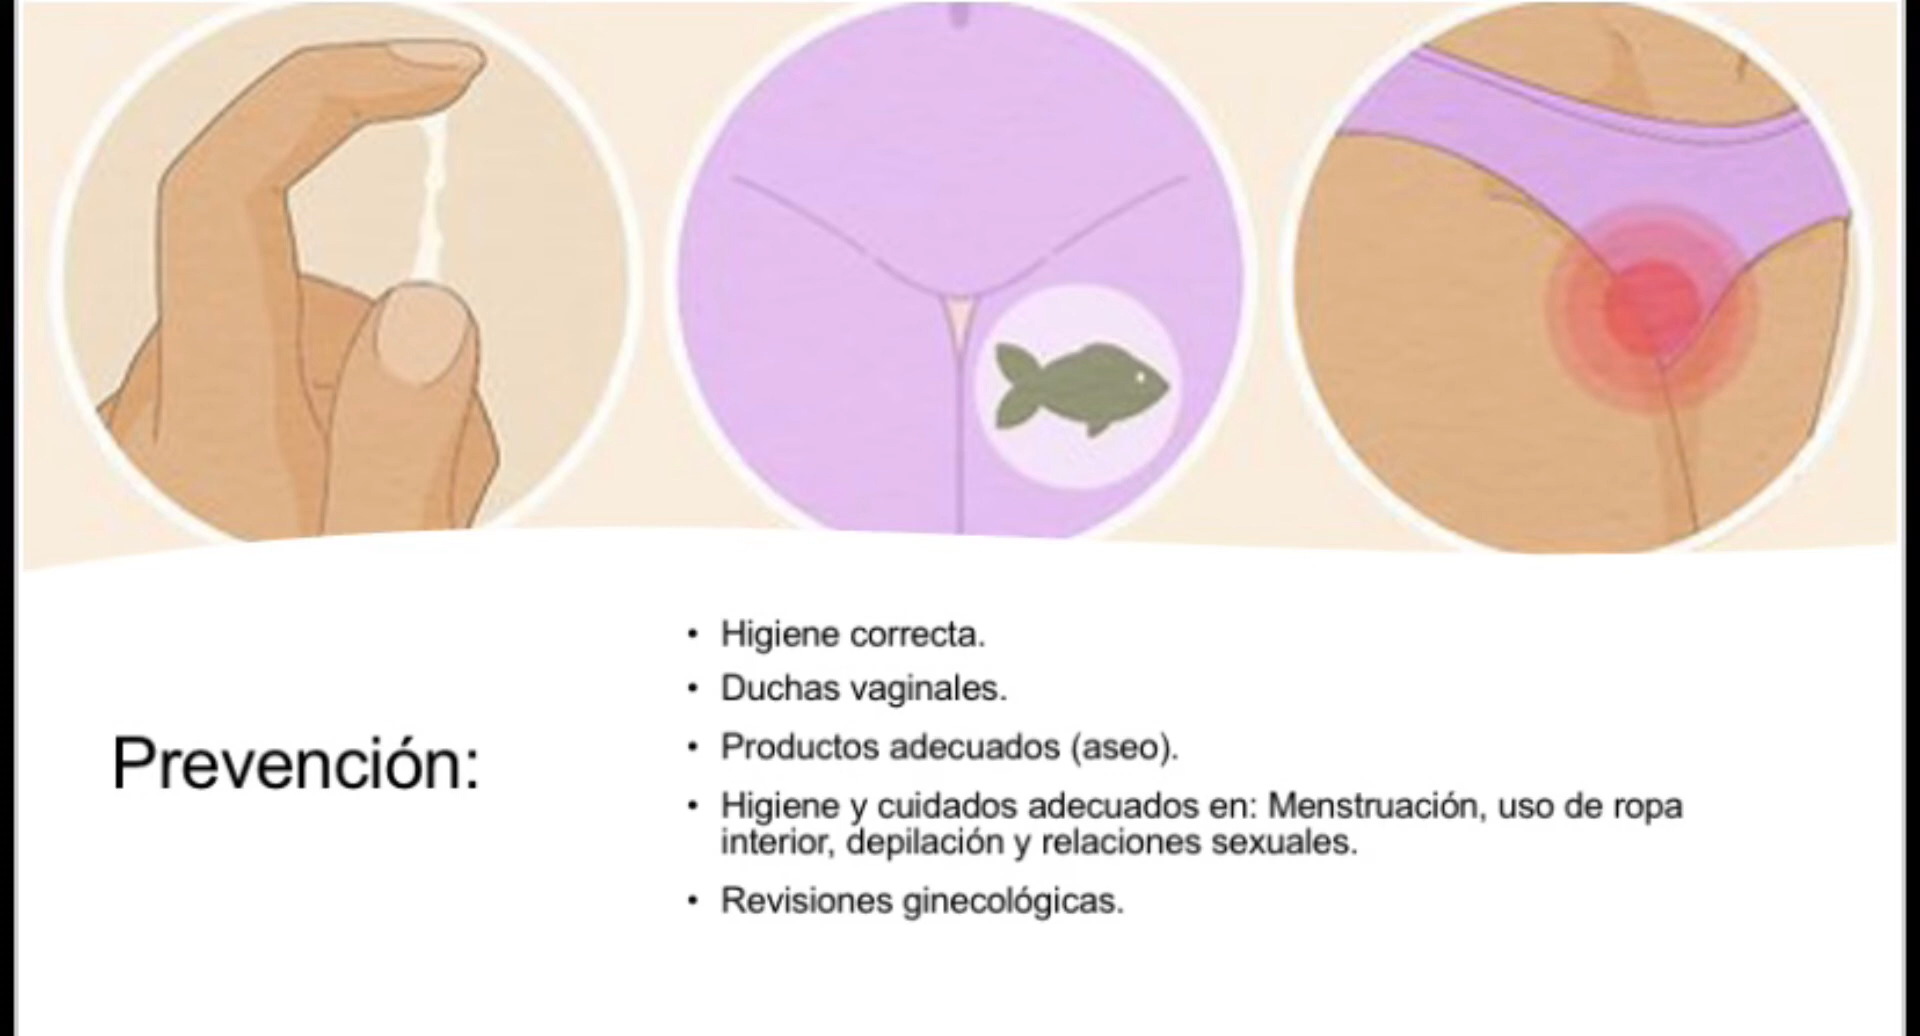 Prevención:
• Higiene correcta.
• Duchas vaginales.
• Productos adecuados (aseo).
• Higiene y cuidados adecuados en: Menstruación, uso de ropa
interior, depilación y relaciones sexuales.
• Revisiones ginecológicas.